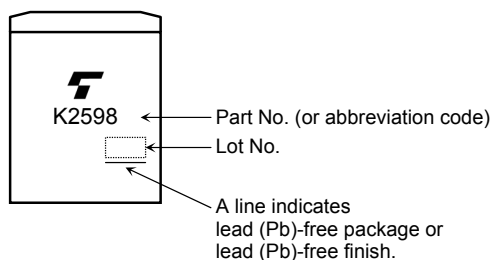 K2598
Part No. (or abbreviation code)
Lot No.
A line indicates
lead (Pb)-free package or
lead (Pb)-free finish.